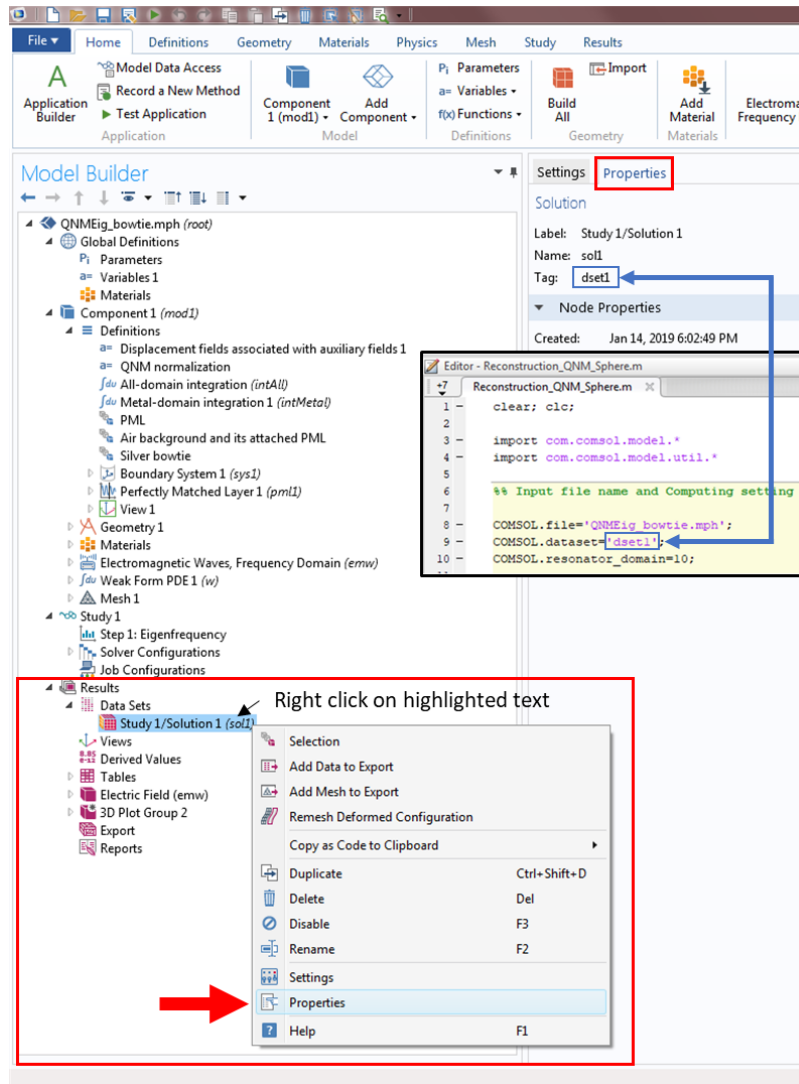 File Home Definitions Geometry Materials Physics Mesh Study Results
A
Application
Builder
Model Data Access
Record a New Method
Test Application
Application
Component
1 (mod1)
Add
Component
Model
Pi Parameters
a= Variables
f(x) Functions
Definitions
Build
All
Import
Geometry
Add
Material
Materials
Electroma
Frequency
Model Builder
QNMEig_bowtie.mph (root)
Global Definitions
Pi Parameters
a= Variables 1
Materials
Component 1 (mod1)
Definitions
a= Displacement fields associated with auxiliary fields 1
a= QNM normalization
∫du All-domain integration (intAll)
∫du Metal-domain integration 1 (intMetal)
PML
Air background and its attached PML
Silver bowtie
Boundary System 1 (sys1)
Perfectly Matched Layer 1 (pml1)
View 1
Geometry 1
Materials
Electromagnetic Waves, Frequency Domain (emw)
∫du Weak Form PDE 1 (w)
Mesh 1
Study 1
Step 1: Eigenfrequency
Solver Configurations
Job Configurations
Results
Data Sets
Study 1/Solution 1 (sol1)
Views
8.85
e-12 Derived Values
Tables
Electric Field (emw)
3D Plot Group 2
Export
Reports
Right click on highlighted text
Selection
Add Data to Export
Add Mesh to Export
Remesh Deformed Configuration
Copy as Code to Clipboard
Duplicate Ctrl+Shift+D
Delete Del
Disable F3
Rename F2
Settings
Properties
? Help F1
Settings Properties
Solution
Label: Study 1/Solution 1
Name: sol1
Tag: dset1
Node Properties
Created: Jan 14, 2019 6:02:49 PM
Editor - Reconstruction_QNM_Sphere.m
+7 Reconstruction_QNM_Sphere.m
1 - clear; clc;
2
3 - import com.comsol.model.*
4 - import com.comsol.model.util.*
5
6 %% Input file name and Computing setting
7
8 - COMSOL.file='QNMEig_bowtie.mph';
9 - COMSOL.dataset='dset1';
10 - COMSOL.resonator_domain=10;